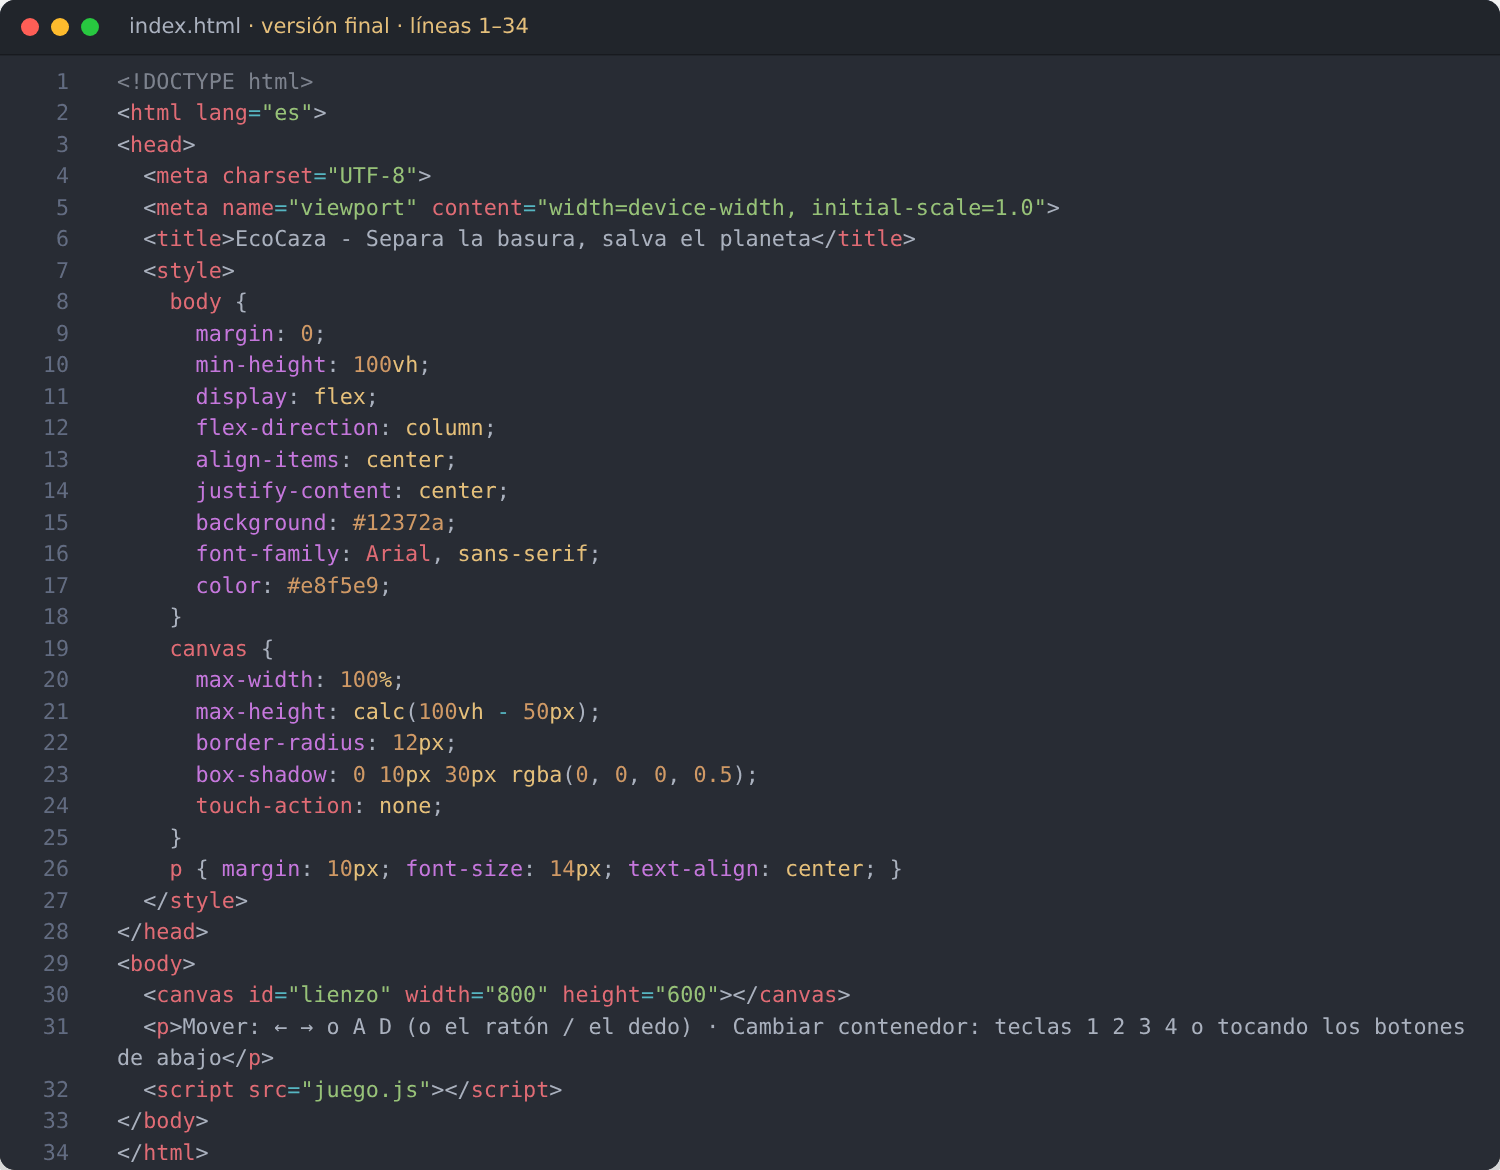 index.html · versión final · líneas 1–34
1 <!DOCTYPE html>
2 <html lang="es">
3 <head>
4   <meta charset="UTF-8">
5   <meta name="viewport" content="width=device-width, initial-scale=1.0">
6   <title>EcoCaza - Separa la basura, salva el planeta</title>
7   <style>
8     body {
9       margin: 0;
10       min-height: 100vh;
11       display: flex;
12       flex-direction: column;
13       align-items: center;
14       justify-content: center;
15       background: #12372a;
16       font-family: Arial, sans-serif;
17       color: #e8f5e9;
18     }
19     canvas {
20       max-width: 100%;
21       max-height: calc(100vh - 50px);
22       border-radius: 12px;
23       box-shadow: 0 10px 30px rgba(0, 0, 0, 0.5);
24       touch-action: none;
25     }
26     p { margin: 10px; font-size: 14px; text-align: center; }
27   </style>
28 </head>
29 <body>
30   <canvas id="lienzo" width="800" height="600"></canvas>
31   <p>Mover: ← → o A D (o el ratón / el dedo) · Cambiar contenedor: teclas 1 2 3 4 o tocando los botones
de abajo</p>
32   <script src="juego.js"></script>
33 </body>
34 </html>